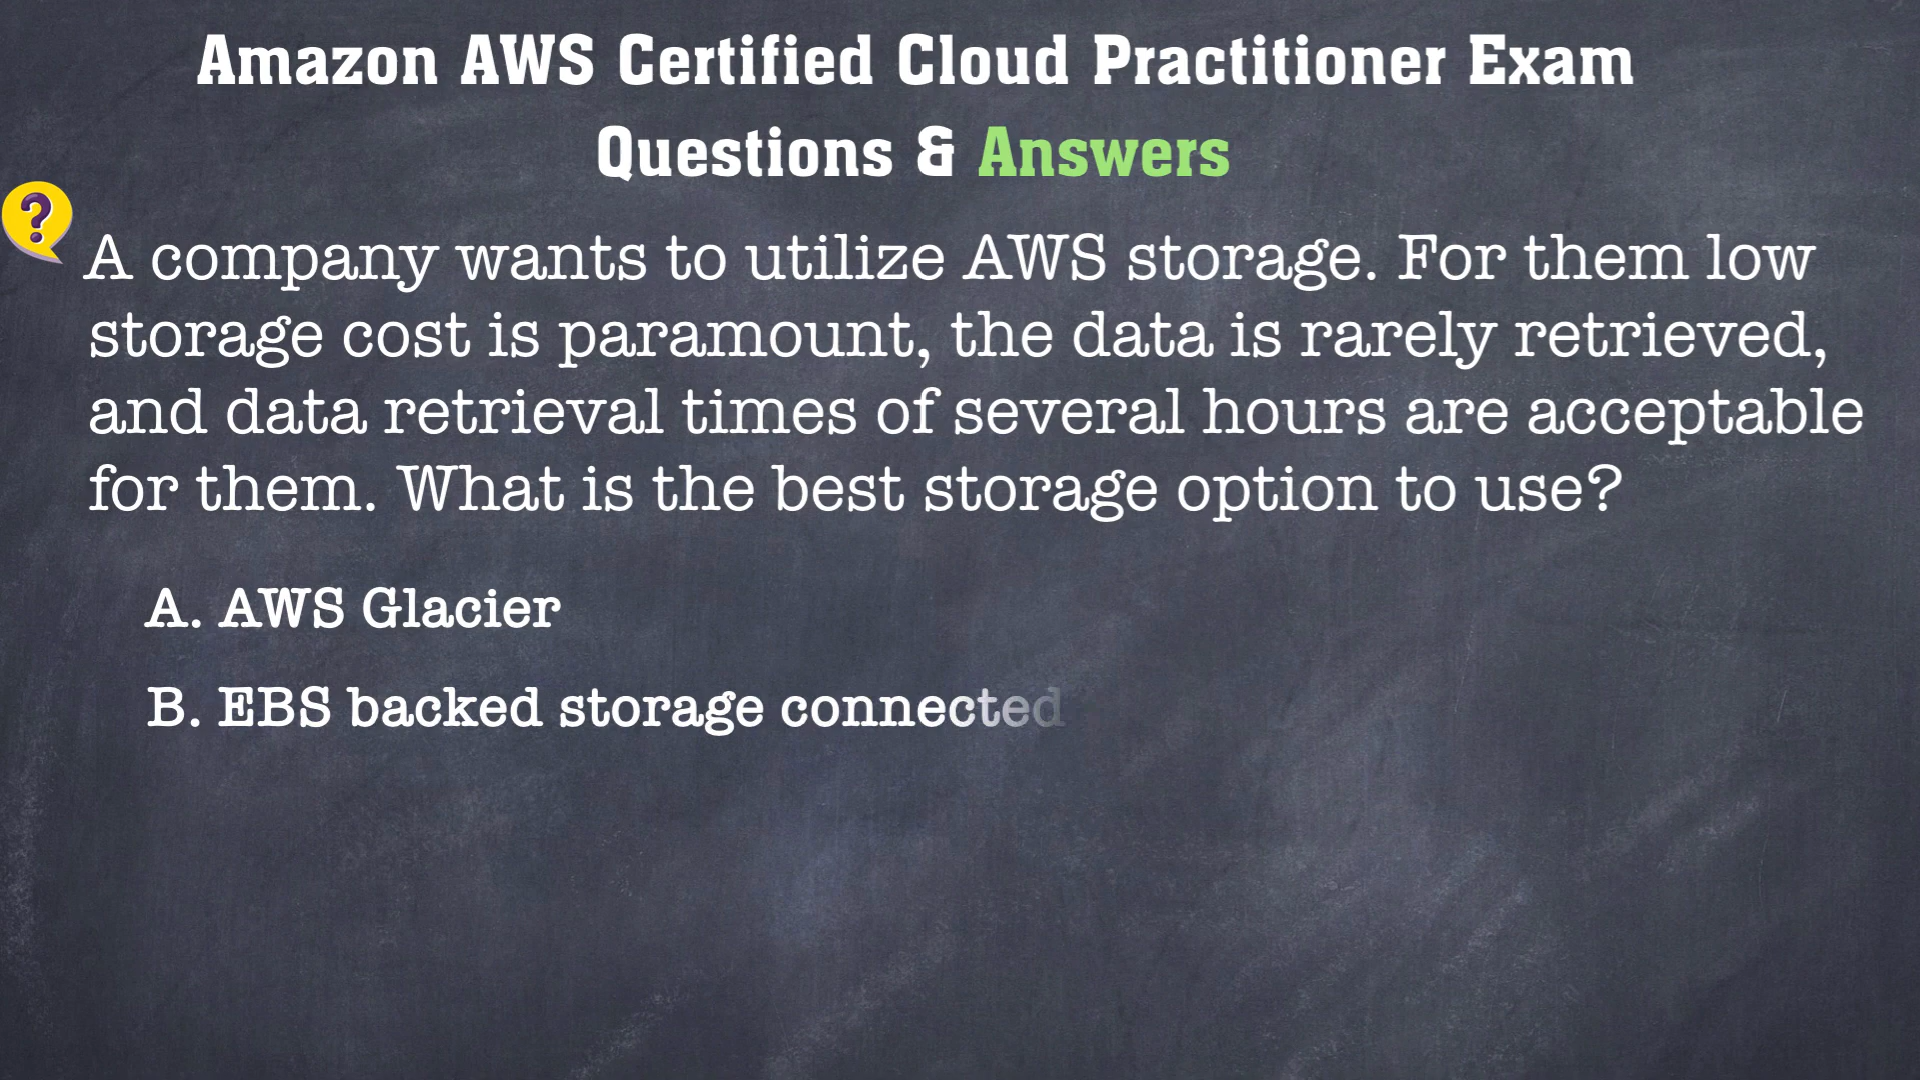 Amazon AWS Certified Cloud Practitioner Exam
Questions & Answers
?
A company wants to utilize AWS storage. For them low
storage cost is paramount, the data is rarely retrieved,
and data retrieval times of several hours are acceptable
for them. What is the best storage option to use?
A. AWS Glacier
B. EBS backed storage connected